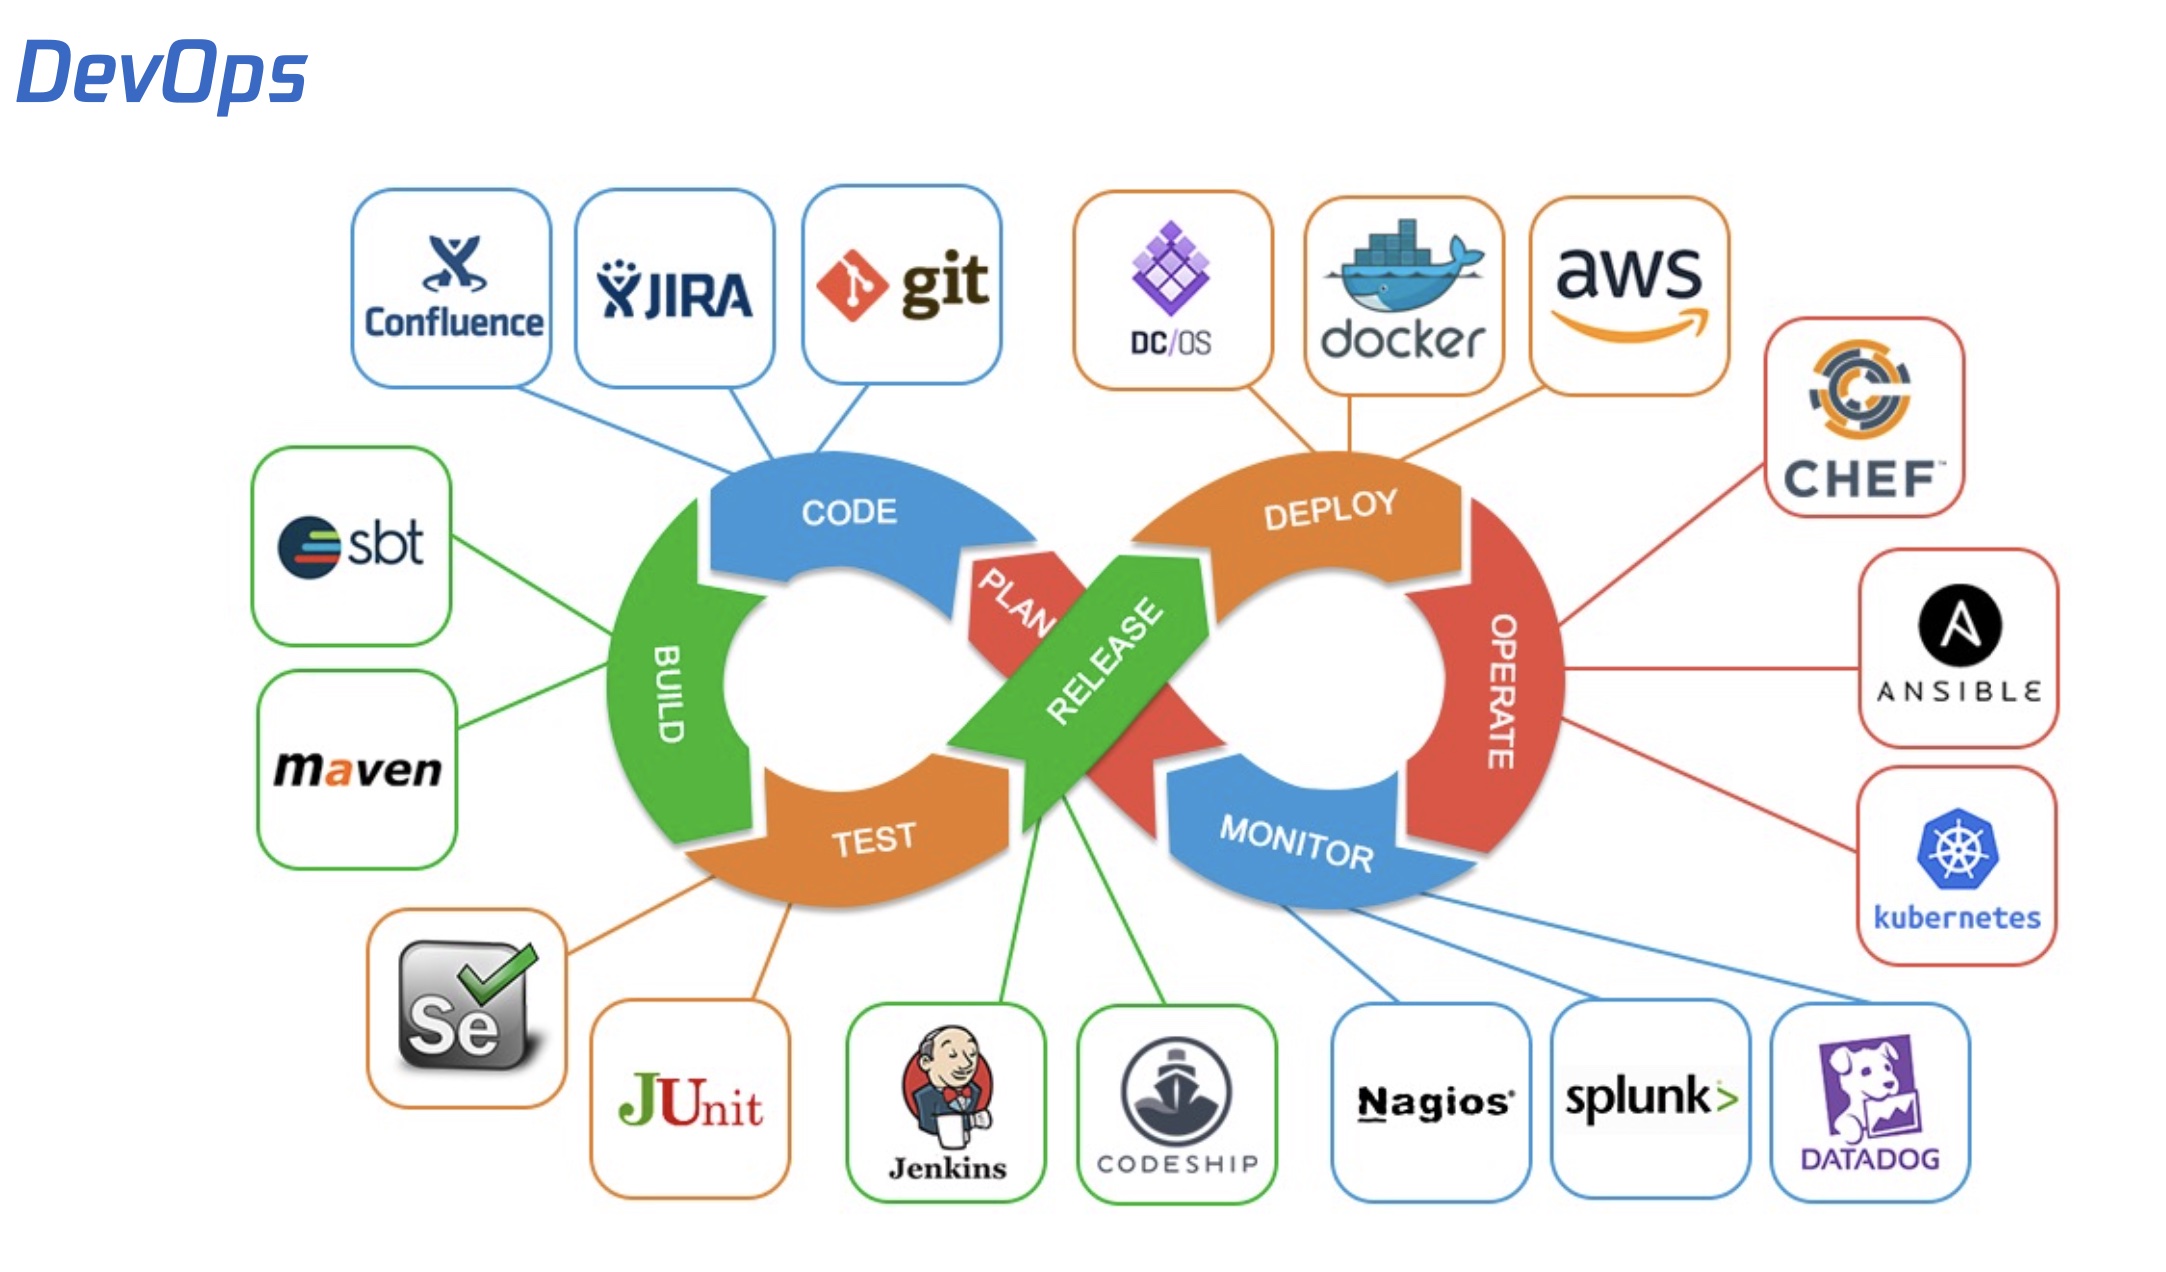 DevOps
Confluence
JIRA
git
DC/OS
docker
aws
CHEF™
sbt
CODE
DEPLOY
PLAN
RELEASE
BUILD
OPERATE
ANSIBLE
maven
TEST
MONITOR
kubernetes
Se
JUnit
Jenkins
CODESHIP
Nagios®
splunk>
DATADOG